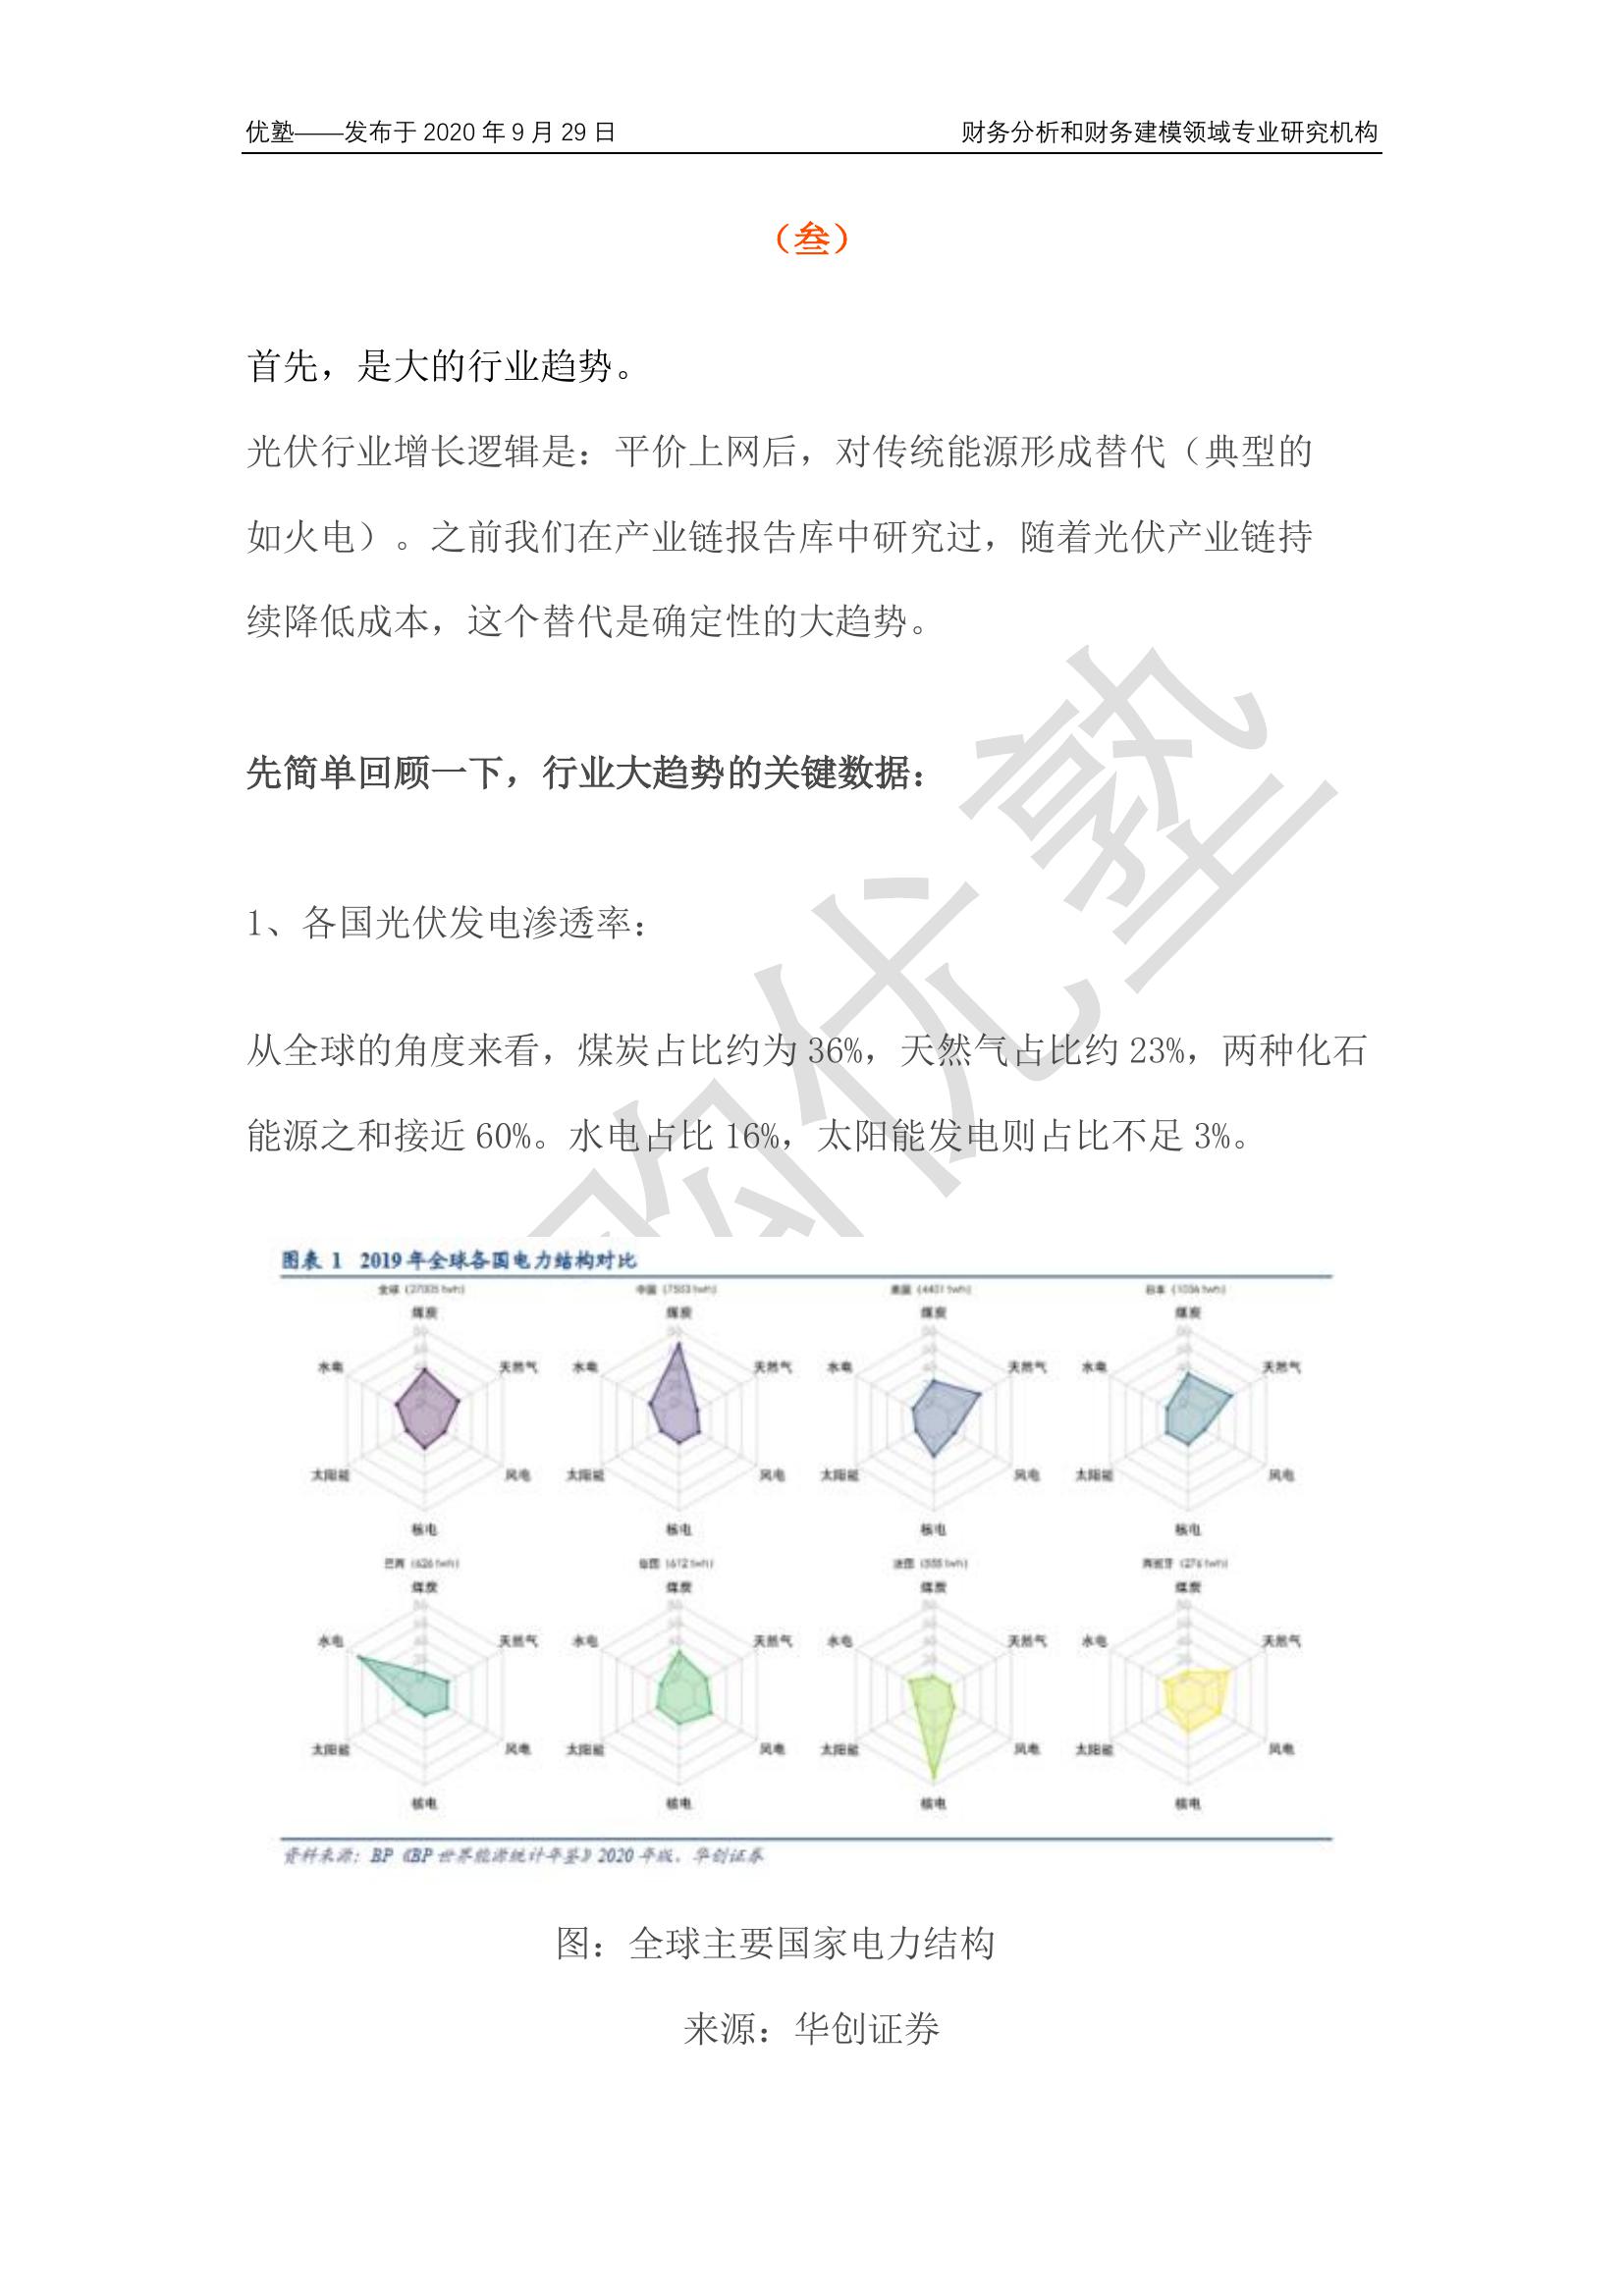 优塾——发布于 2020 年 9 月 29 日 财务分析和财务建模领域专业研究机构
（叁）
首先，是大的行业趋势。
光伏行业增长逻辑是：平价上网后，对传统能源形成替代（典型的
如火电）。之前我们在产业链报告库中研究过，随着光伏产业链持
续降低成本，这个替代是确定性的大趋势。
先简单回顾一下，行业大趋势的关键数据：
1、各国光伏发电渗透率：
从全球的角度来看，煤炭占比约为 36%，天然气占比约 23%，两种化石
能源之和接近 60%。水电占比 16%，太阳能发电则占比不足 3%。
优塾
图表 1 2019 年全球各国电力结构对比
全球 (27005 twh) 中国 (7503 twh) 美国 (4401 twh) 日本 (1036 twh)
煤炭 煤炭 煤炭 煤炭
水电 天然气 水电 天然气 水电 天然气 水电 天然气
太阳能 风电 太阳能 风电 太阳能 风电 太阳能 风电
核电 核电 核电 核电
巴西 (626 twh) 德国 (612 twh) 法国 (555 twh) 西班牙 (274 twh)
煤炭 煤炭 煤炭 煤炭
水电 天然气 水电 天然气 水电 天然气 水电 天然气
太阳能 风电 太阳能 风电 太阳能 风电 太阳能 风电
核电 核电 核电 核电
资料来源：BP《BP 世界能源统计年鉴》2020 年版、华创证券
图：全球主要国家电力结构
来源：华创证券